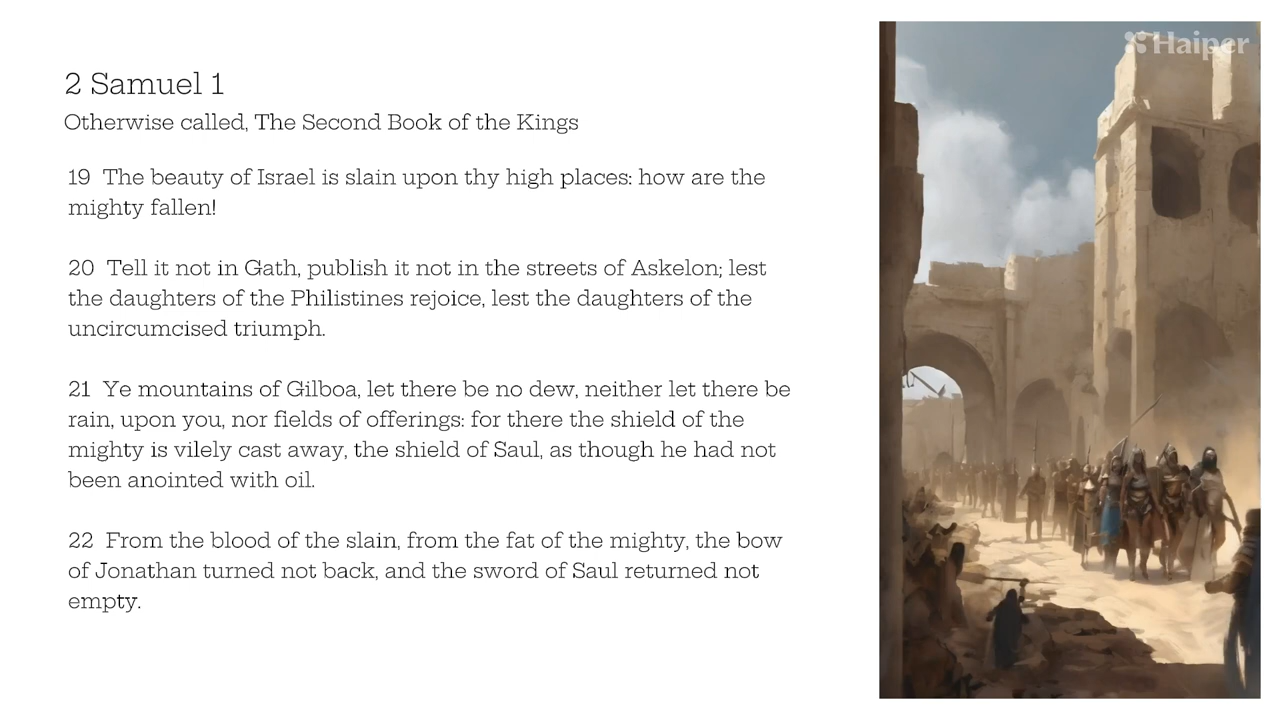 2 Samuel 1
Otherwise called, The Second Book of the Kings
19 The beauty of Israel is slain upon thy high places: how are the
mighty fallen!
20 Tell it not in Gath, publish it not in the streets of Askelon; lest
the daughters of the Philistines rejoice, lest the daughters of the
uncircumcised triumph.
21 Ye mountains of Gilboa, let there be no dew, neither let there be
rain, upon you, nor fields of offerings: for there the shield of the
mighty is vilely cast away, the shield of Saul, as though he had not
been anointed with oil.
22 From the blood of the slain, from the fat of the mighty, the bow
of Jonathan turned not back, and the sword of Saul returned not
empty.
Haiper